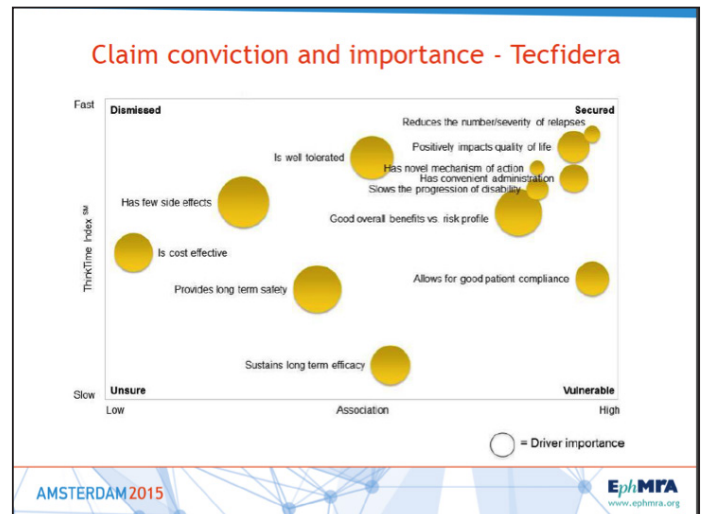 Claim conviction and importance - Tecfidera
Fast
Dismissed
Secured
Reduces the number/severity of relapses
Positively impacts quality of life
Is well tolerated
Has novel mechanism of action
Has convenient administration
Slows the progression of disability
Has few side effects
Good overall benefits vs risk profile
Is cost effective
Allows for good patient compliance
Provides long term safety
Sustains long term efficacy
ThinkTime Index SM
Slow
Unsure
Vulnerable
Low
Association
High
= Driver importance
AMSTERDAM 2015
EphMRA
www.ephmra.org